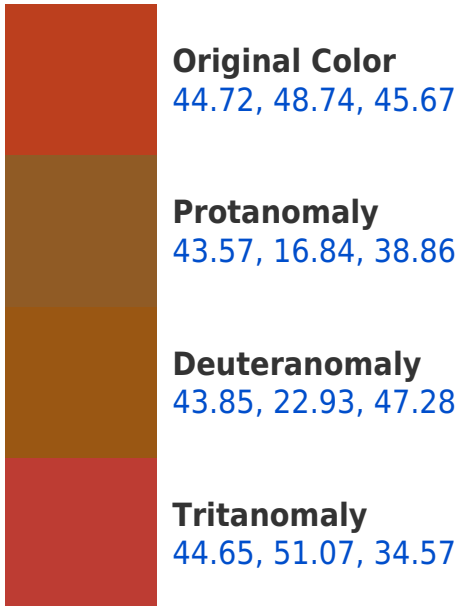 Original Color
44.72, 48.74, 45.67
Protanomaly
43.57, 16.84, 38.86
Deuteranomaly
43.85, 22.93, 47.28
Tritanomaly
44.65, 51.07, 34.57